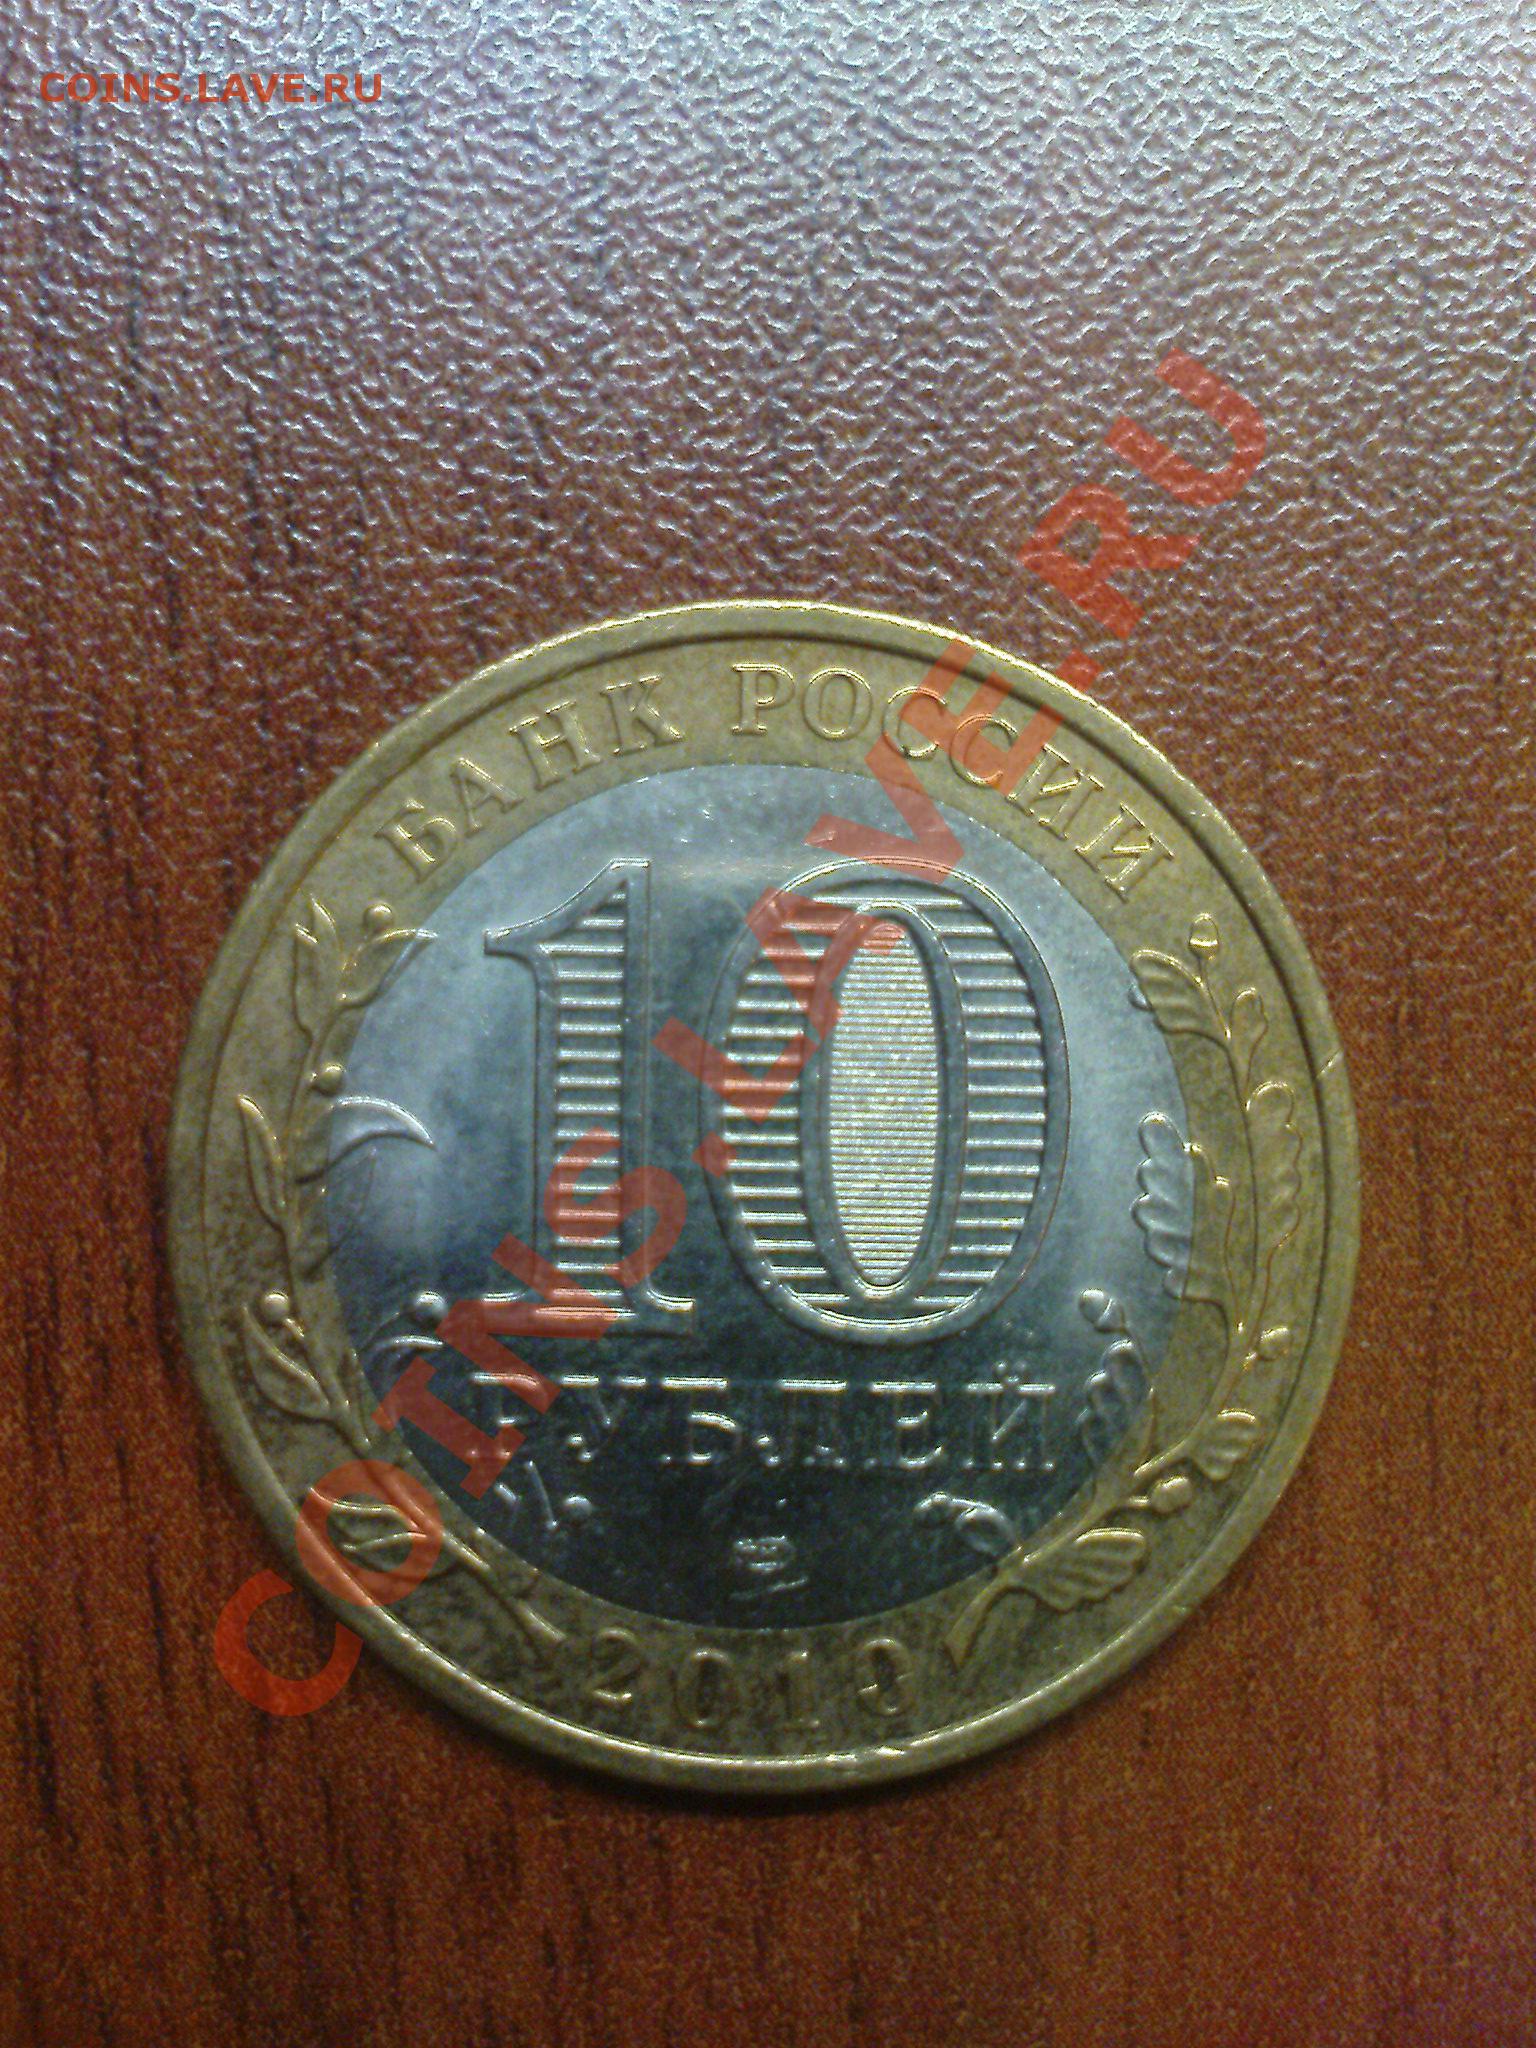 COINS.LAVE.RU
БАНК РОССИИ
10
РУБЛЕЙ
2010
COINS.LAVE.RU